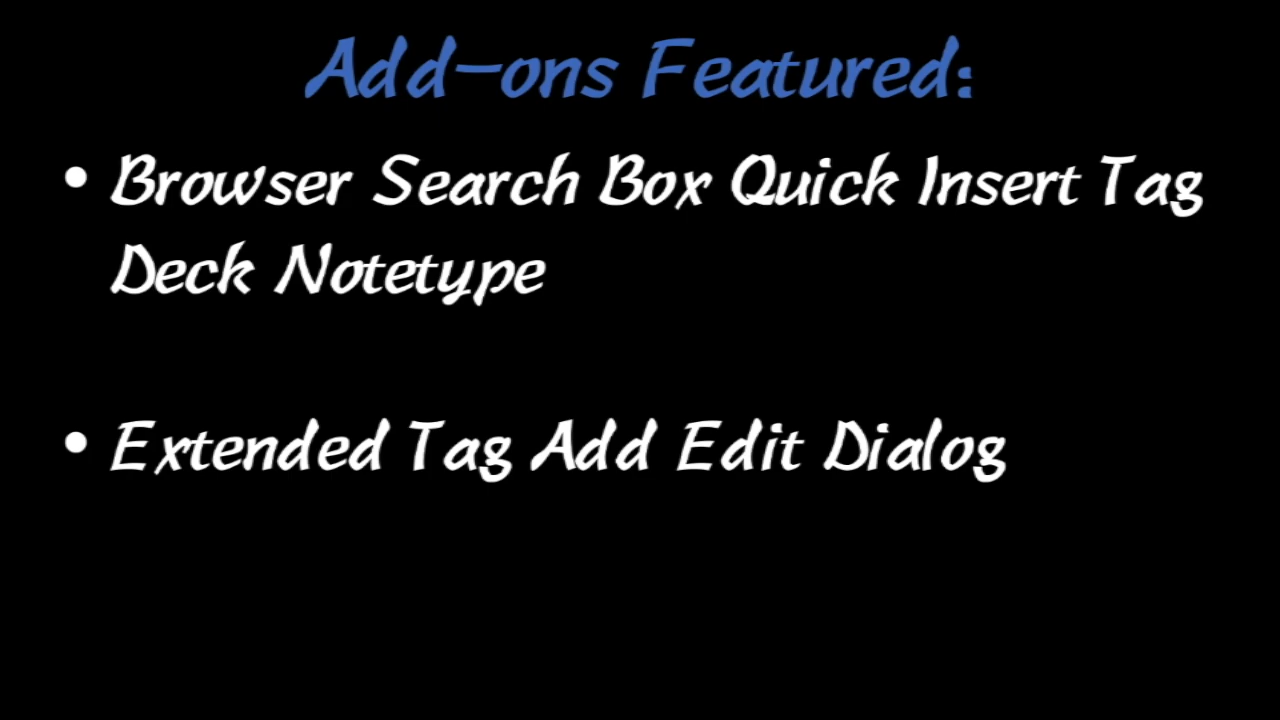 Add-ons Featured:
• Browser Search Box Quick Insert Tag
Deck Notetype
• Extended Tag Add Edit Dialog